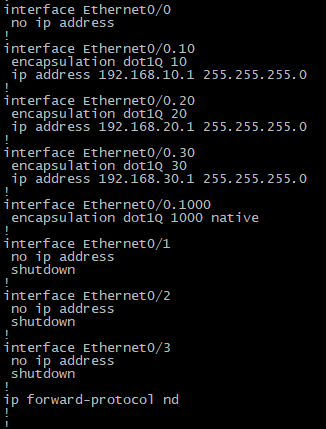 interface Ethernet0/0
 no ip address
!
interface Ethernet0/0.10
 encapsulation dot1Q 10
 ip address 192.168.10.1 255.255.255.0
!
interface Ethernet0/0.20
 encapsulation dot1Q 20
 ip address 192.168.20.1 255.255.255.0
!
interface Ethernet0/0.30
 encapsulation dot1Q 30
 ip address 192.168.30.1 255.255.255.0
!
interface Ethernet0/0.1000
 encapsulation dot1Q 1000 native
!
interface Ethernet0/1
 no ip address
 shutdown
!
interface Ethernet0/2
 no ip address
 shutdown
!
interface Ethernet0/3
 no ip address
 shutdown
!
ip forward-protocol nd
!
!